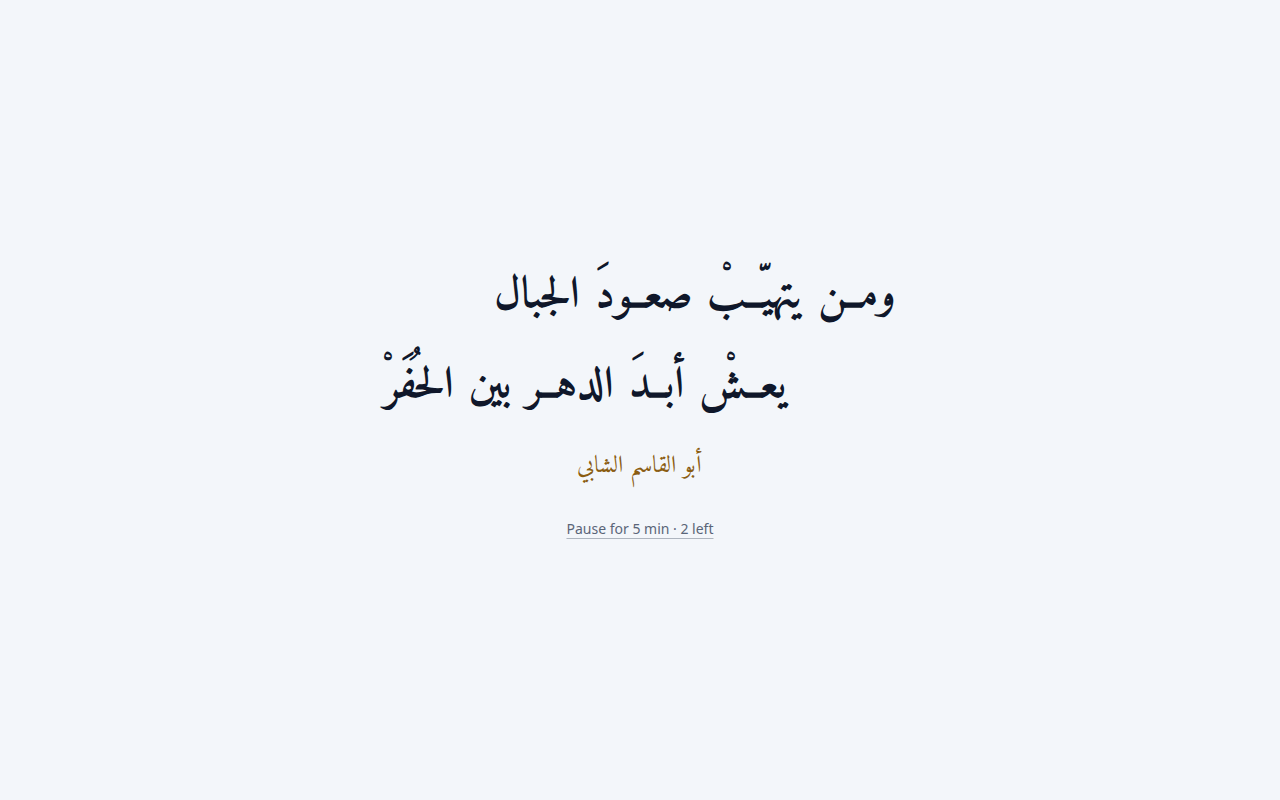 ومـن يتهيّـبْ صعـودَ الجبال
يعـشْ أبـدَ الدهـر بين الحُفَرْ
أبو القاسم الشابي
Pause for 5 min · 2 left